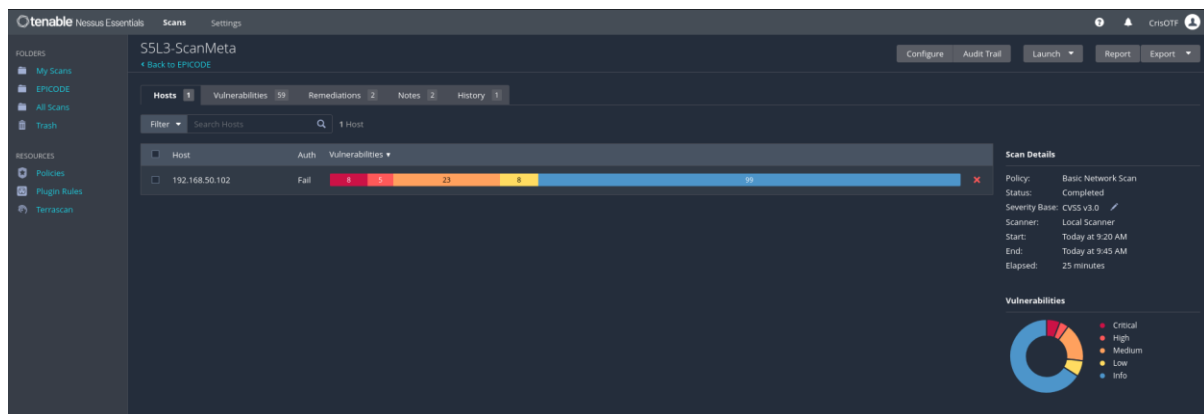 tenable Nessus Essentials Scans Settings CrisOTF
FOLDERS
My Scans
EPICODE
All Scans
Trash
RESOURCES
Policies
Plugin Rules
Terrascan
S5L3-ScanMeta
< Back to EPICODE
Configure Audit Trail Launch Report Export
Hosts 1 Vulnerabilities 59 Remediations 2 Notes 2 History 1
Filter Search Hosts 1 Host
Host Auth Vulnerabilities
192.168.50.102 Fail 8 5 23 8 99
Scan Details
Policy: Basic Network Scan
Status: Completed
Severity Base: CVSS v3.0
Scanner: Local Scanner
Start: Today at 9:20 AM
End: Today at 9:45 AM
Elapsed: 25 minutes
Vulnerabilities
Critical
High
Medium
Low
Info